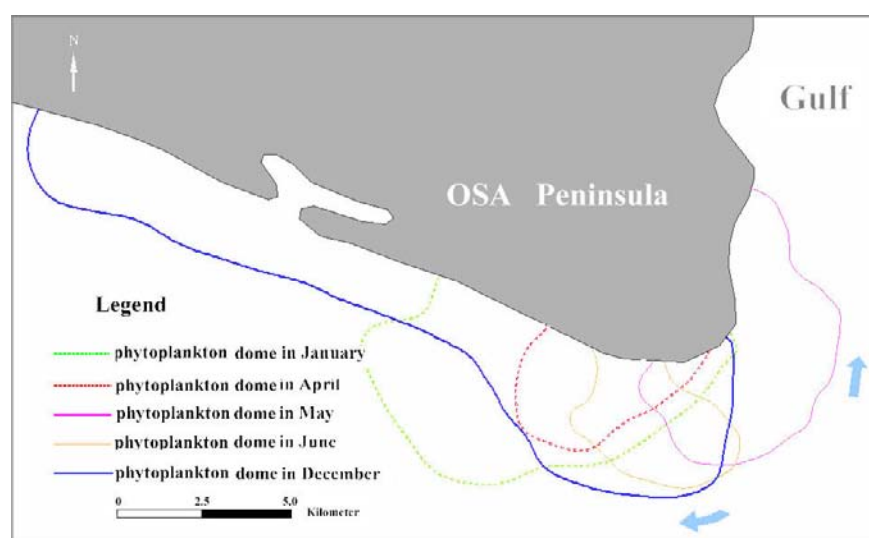 N
Gulf
OSA Peninsula
Legend
phytoplankton dome in January
phytoplankton dome in April
phytoplankton dome in May
phytoplankton dome in June
phytoplankton dome in December
0 2.5 5.0
Kilometer